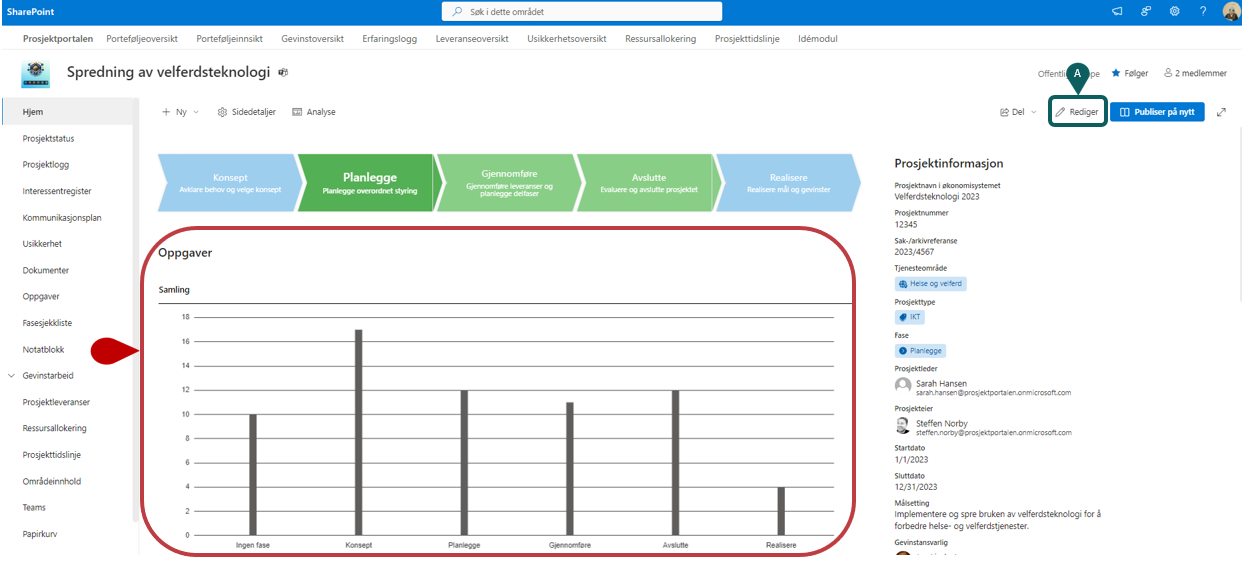 SharePoint
Søk i dette området
?
Prosjektportalen Porteføljeoversikt Porteføljeinnsikt Gevinstoversikt Erfaringslogg Leveranseoversikt Usikkerhetsoversikt Ressursallokering Prosjekttidslinje Idémodul
Spredning av velferdsteknologi
A
Følger
2 medlemmer
Hjem
Prosjektstatus
Prosjektlogg
Interessentregister
Kommunikasjonsplan
Usikkerhet
Dokumenter
Oppgaver
Fasesjekkliste
Notatblokk
Gevinstarbeid
Prosjektleveranser
Ressursallokering
Prosjekttidslinje
Områdeinnhold
Teams
Papirkurv
Ny Sidedetaljer Analyse
Del Rediger Publiser på nytt
Konsept
Avklare behov og velge konsept
Planlegge
Planlegge overordnet styring
Gjennomføre
Gjennomføre leveranser og
planlegge delfaser
Avslutte
Evaluere og avslutte prosjektet
Realisere
Realisere mål og gevinster
Oppgaver
Samling
18
16
14
12
10
8
6
4
2
0
Ingen fase Konsept Planlegge Gjennomføre Avslutte Realisere
Prosjektinformasjon
Prosjektnavn i økonomisystemet
Velferdsteknologi 2023
Prosjektnummer
12345
Sak-/arkivreferanse
2023/4567
Tjenesteområde
Helse og velferd
Prosjekttype
IKT
Fase
Planlegge
Prosjektleder
Sarah Hansen
sarah.hansen@prosjektportalen.onmicrosoft.com
Prosjekteier
Steffen Norby
steffen.norby@prosjektportalen.onmicrosoft.com
Startdato
1/1/2023
Sluttdato
12/31/2023
Målsetting
Implementere og spre bruken av velferdsteknologi for å
forbedre helse- og velferdstjenester.
Gevinstansvarlig